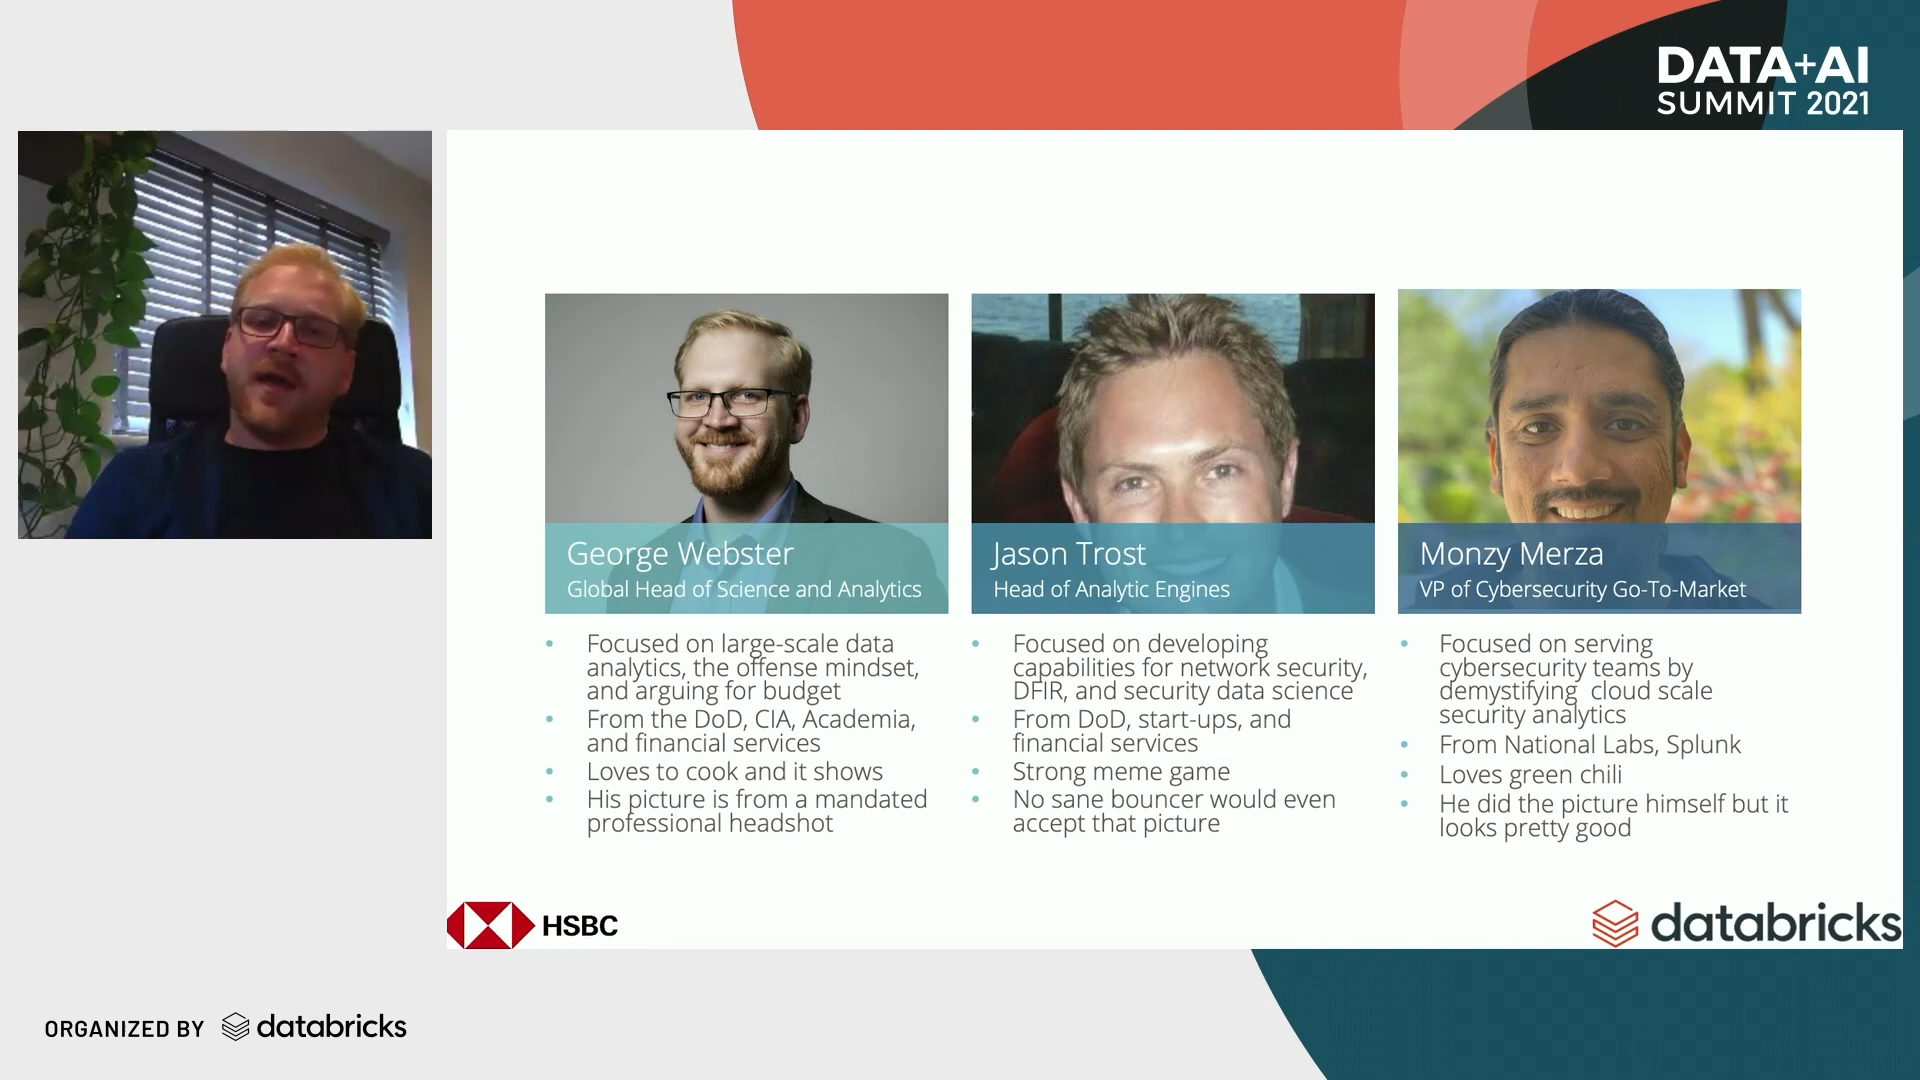 DATA+AI
SUMMIT 2021
George Webster
Global Head of Science and Analytics
• Focused on large-scale data
analytics, the offense mindset,
and arguing for budget
• From the DoD, CIA, Academia,
and financial services
• Loves to cook and it shows
• His picture is from a mandated
professional headshot
Jason Trost
Head of Analytic Engines
• Focused on developing
capabilities for network security,
DFIR, and security data science
• From DoD, start-ups, and
financial services
• Strong meme game
• No sane bouncer would even
accept that picture
Monzy Merza
VP of Cybersecurity Go-To-Market
• Focused on serving
cybersecurity teams by
demystifying cloud scale
security analytics
• From National Labs, Splunk
• Loves green chili
• He did the picture himself but it
looks pretty good
HSBC
databricks
ORGANIZED BY databricks